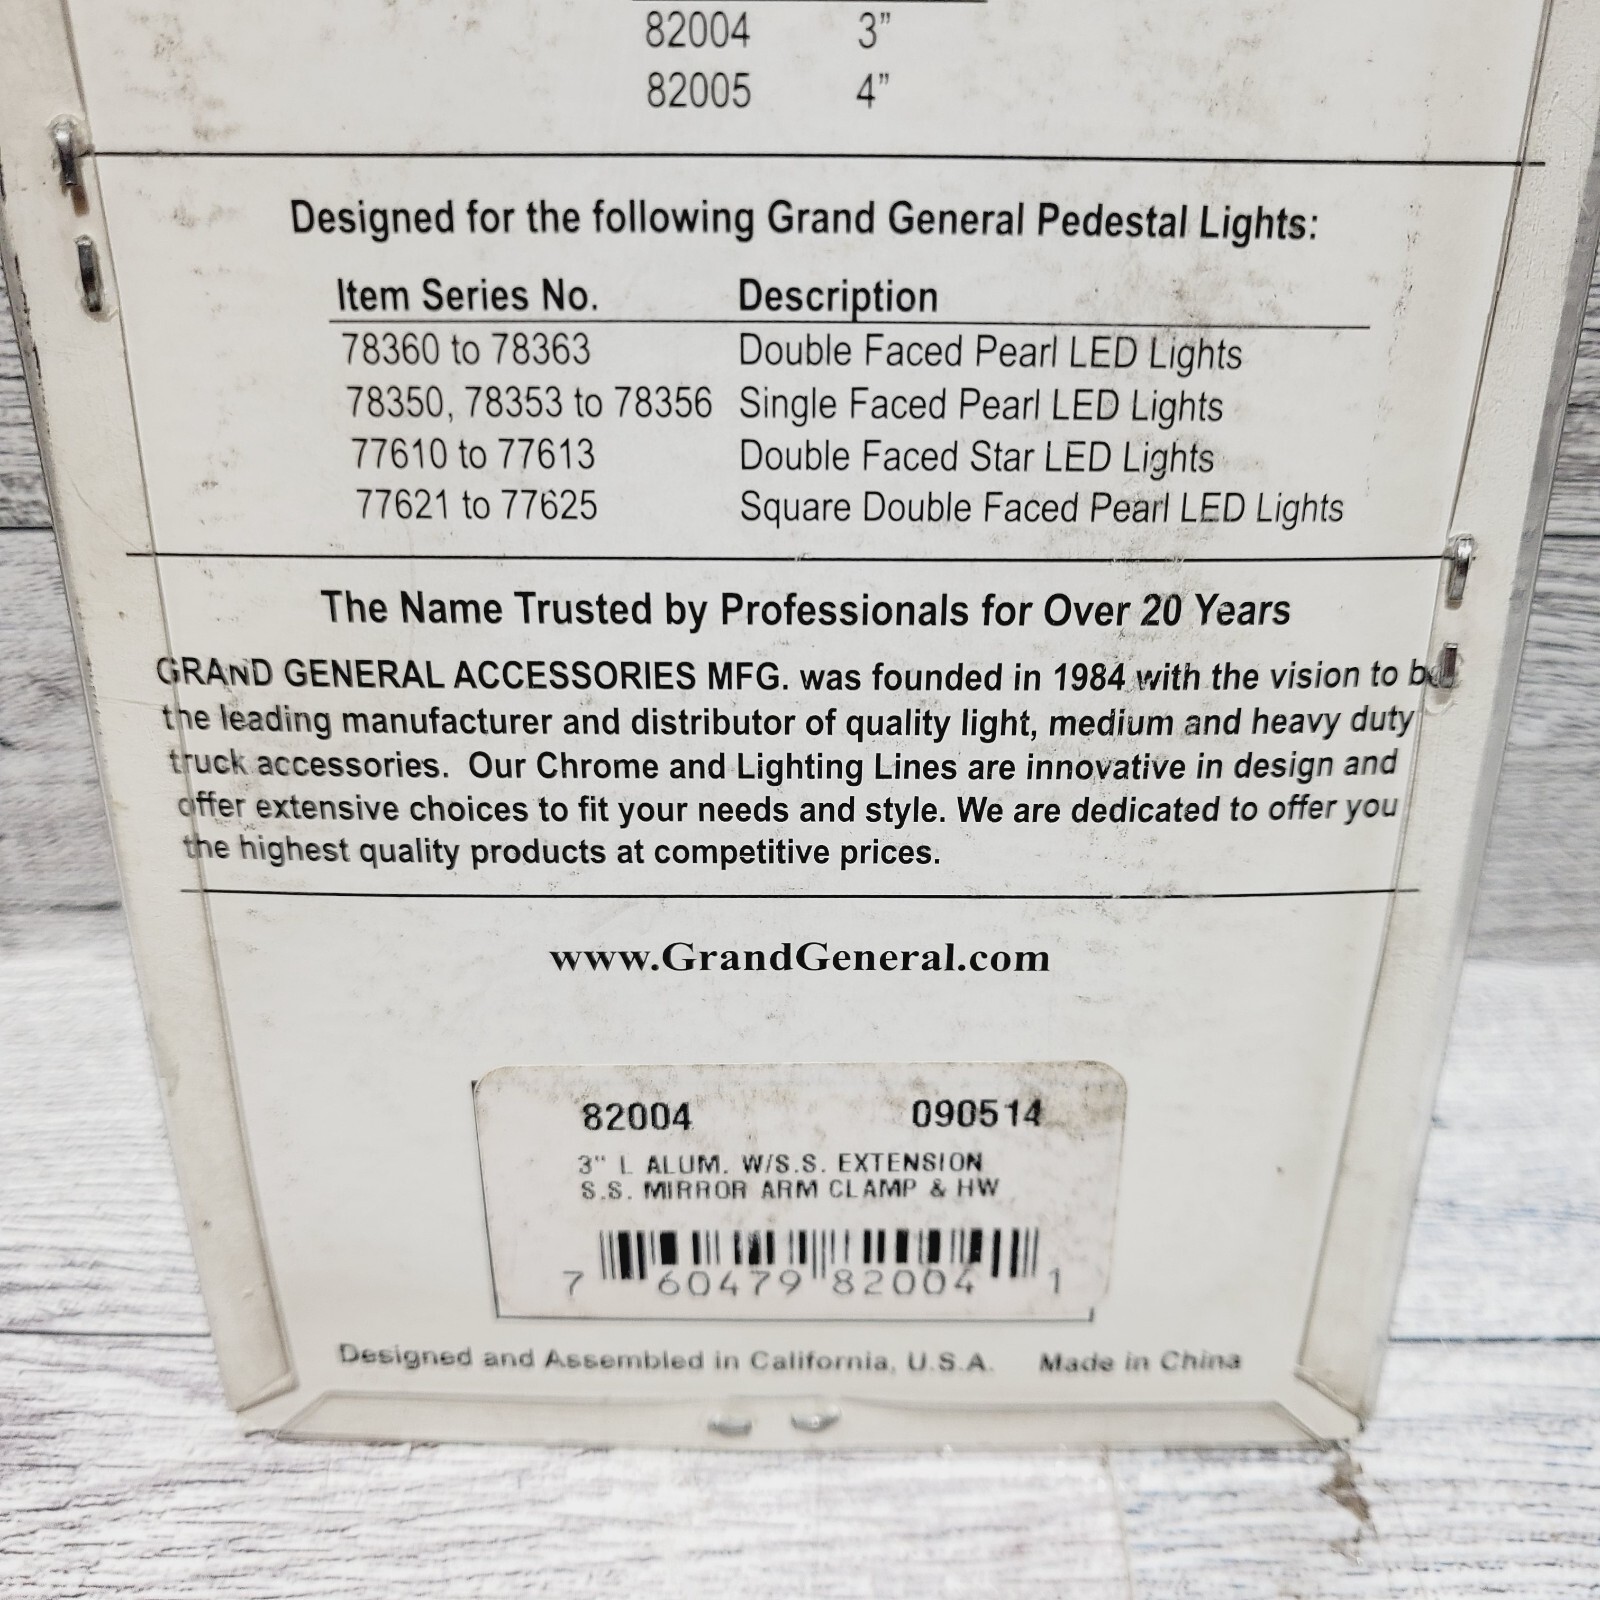 82004 3"
82005 4"
Designed for the following Grand General Pedestal Lights:
Item Series No. Description
78360 to 78363 Double Faced Pearl LED Lights
78350, 78353 to 78356 Single Faced Pearl LED Lights
77610 to 77613 Double Faced Star LED Lights
77621 to 77625 Square Double Faced Pearl LED Lights
The Name Trusted by Professionals for Over 20 Years
GRAND GENERAL ACCESSORIES MFG. was founded in 1984 with the vision to be
the leading manufacturer and distributor of quality light, medium and heavy duty
truck accessories. Our Chrome and Lighting Lines are innovative in design and
offer extensive choices to fit your needs and style. We are dedicated to offer you
the highest quality products at competitive prices.
www.GrandGeneral.com
82004 090514
3" L ALUM. W/S.S. EXTENSION
S.S. MIRROR ARM CLAMP & HW
7 60479 82004 1
Designed and Assembled in California, U.S.A. Made in China